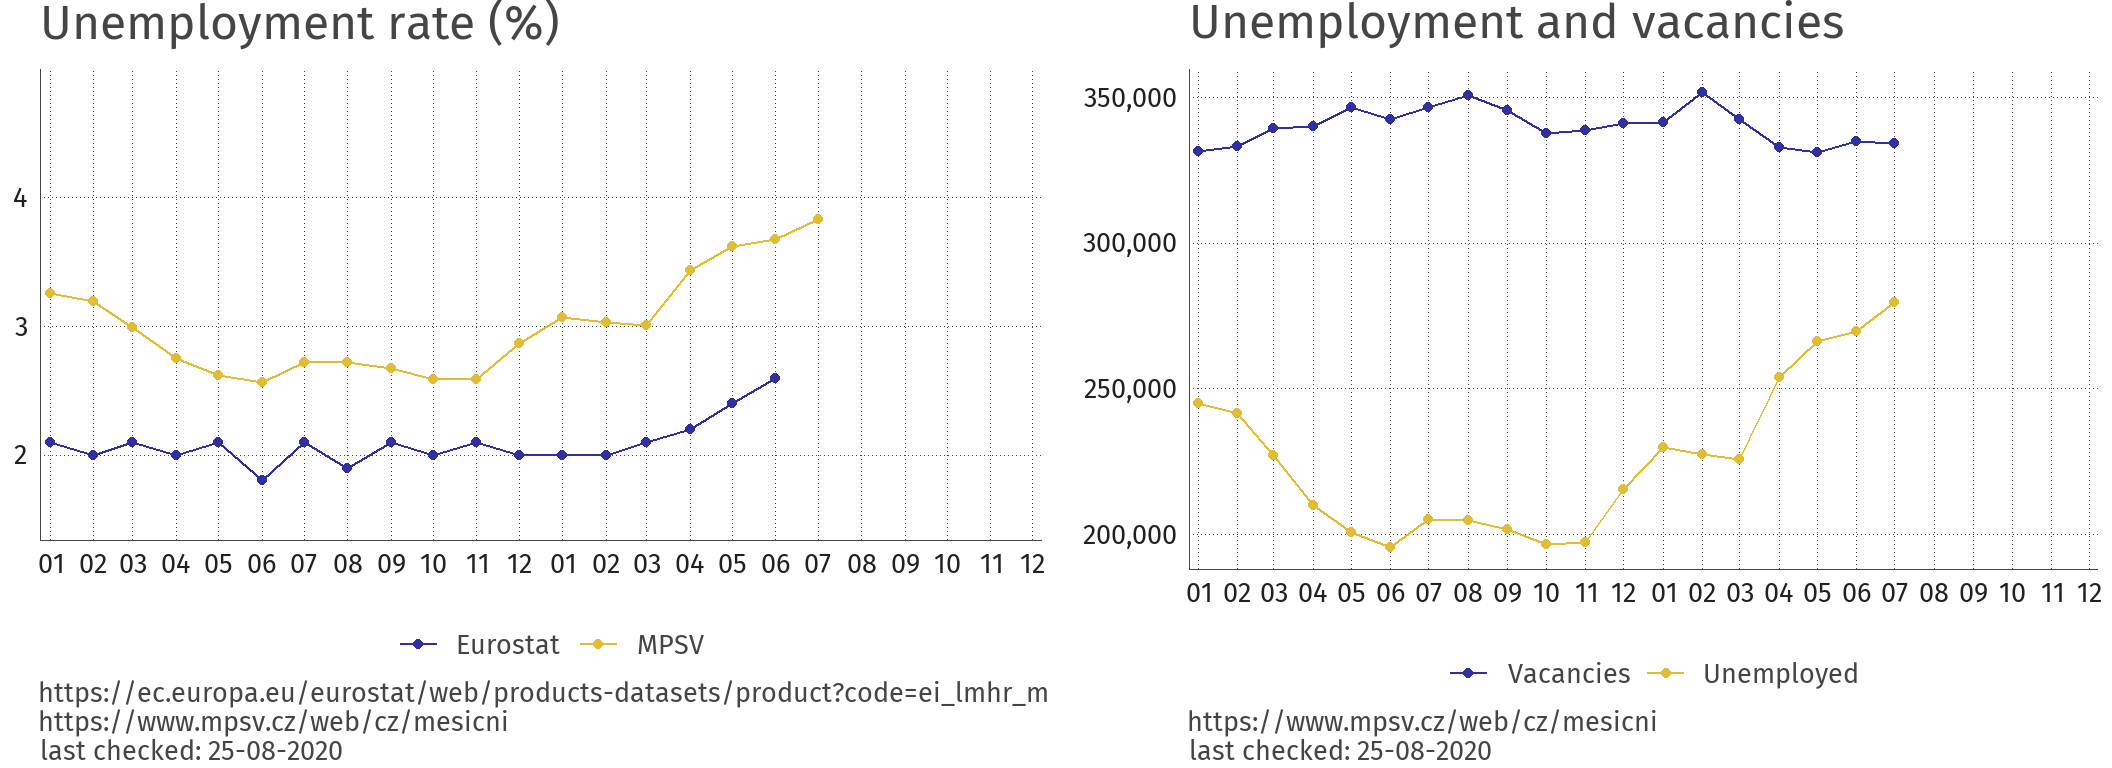 Unemployment rate (%)
4
3
2
01 02 03 04 05 06 07 08 09 10 11 12 01 02 03 04 05 06 07 08 09 10 11 12
Eurostat MPSV
https://ec.europa.eu/eurostat/web/products-datasets/product?code=ei_lmhr_m
https://www.mpsv.cz/web/cz/mesicni
last checked: 25-08-2020
Unemployment and vacancies
350,000
300,000
250,000
200,000
01 02 03 04 05 06 07 08 09 10 11 12 01 02 03 04 05 06 07 08 09 10 11 12
Vacancies Unemployed
https://www.mpsv.cz/web/cz/mesicni
last checked: 25-08-2020